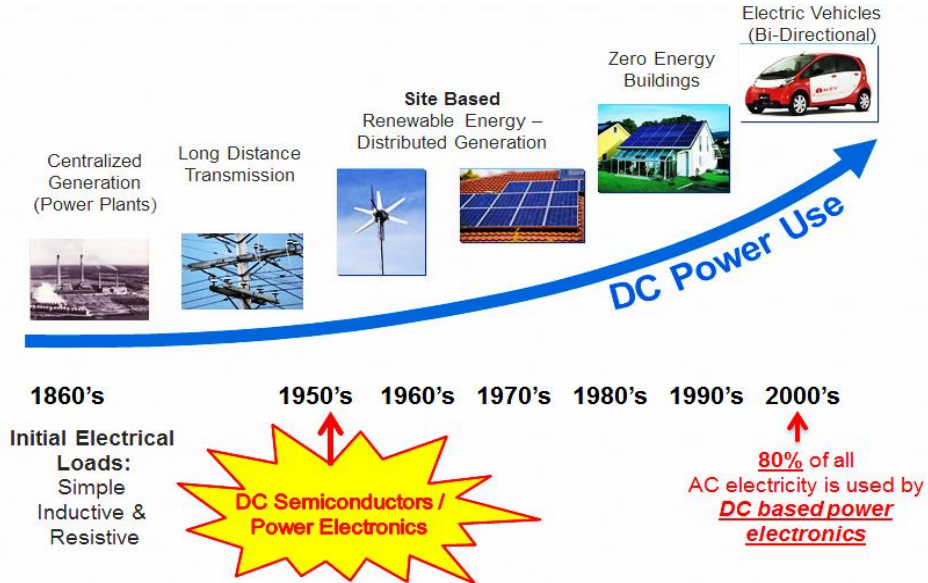 Electric Vehicles
(Bi-Directional)
Zero Energy
Buildings
Site Based
Renewable Energy –
Distributed Generation
Long Distance
Transmission
Centralized
Generation
(Power Plants)
DC Power Use
1860's
1950's
1960's
1970's
1980's
1990's
2000's
Initial Electrical
Loads:
Simple
Inductive &
Resistive
DC Semiconductors /
Power Electronics
80% of all
AC electricity is used by
DC based power
electronics